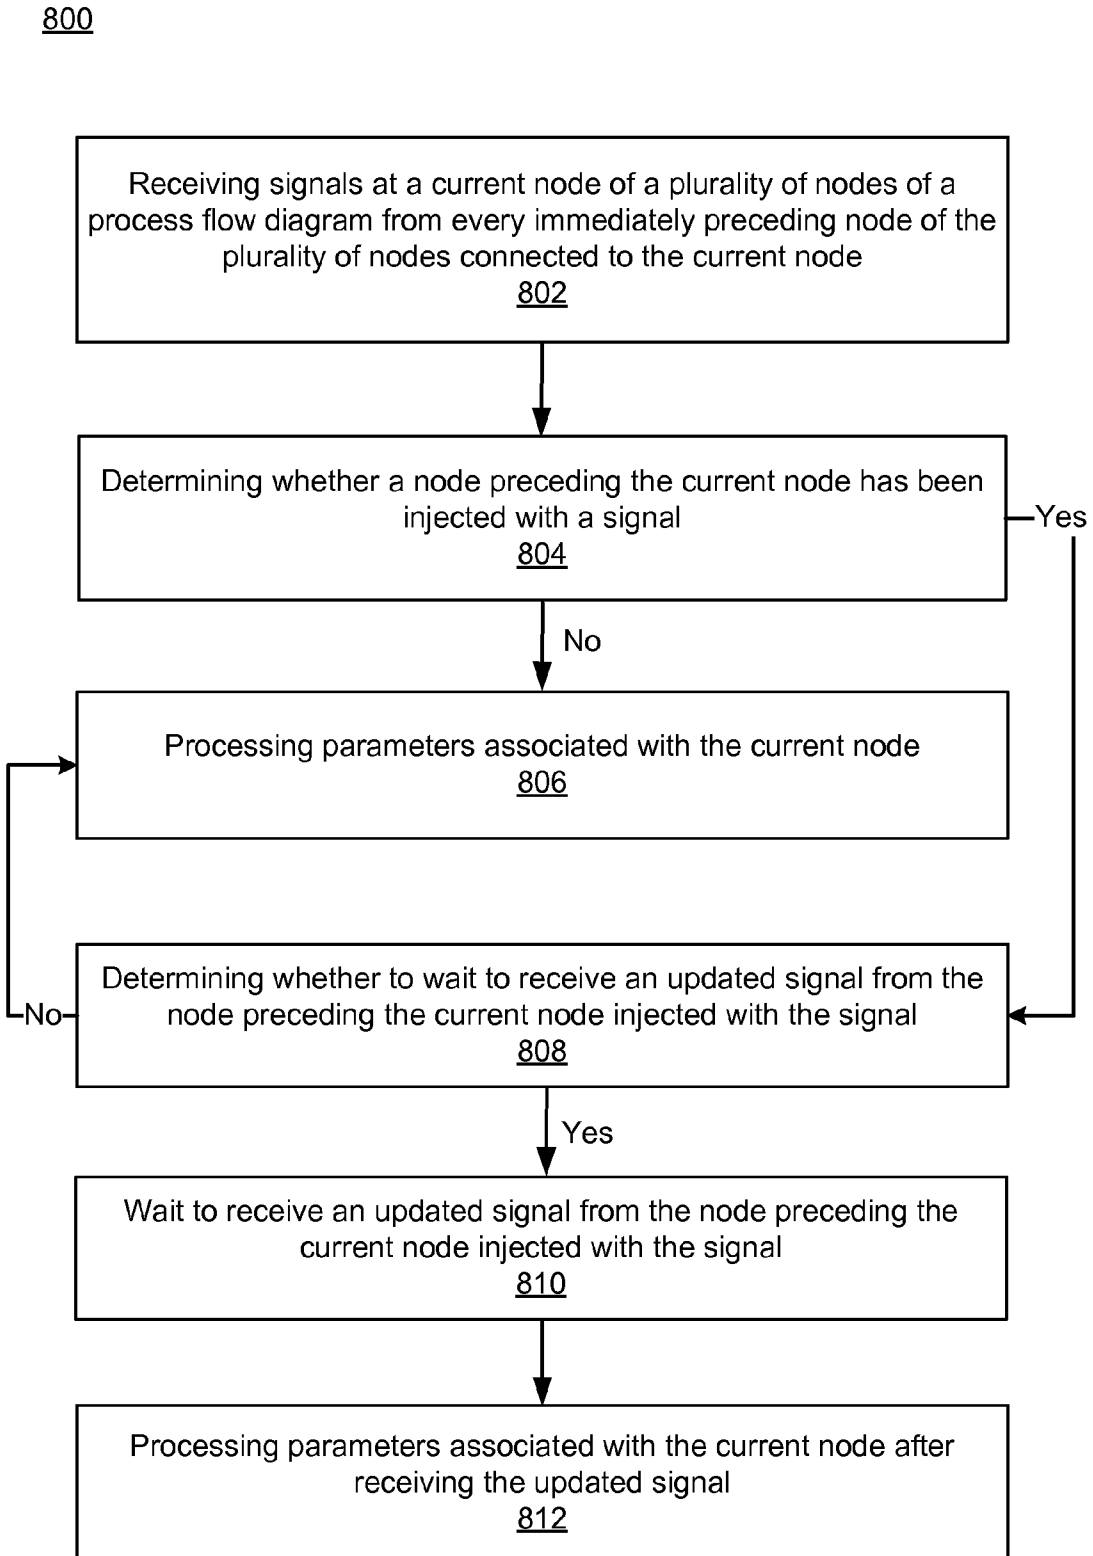 800
Receiving signals at a current node of a plurality of nodes of a
process flow diagram from every immediately preceding node of the
plurality of nodes connected to the current node
802
Determining whether a node preceding the current node has been
injected with a signal
804
Yes
No
Processing parameters associated with the current node
806
Determining whether to wait to receive an updated signal from the
node preceding the current node injected with the signal
808
No
Yes
Wait to receive an updated signal from the node preceding the
current node injected with the signal
810
Processing parameters associated with the current node after
receiving the updated signal
812